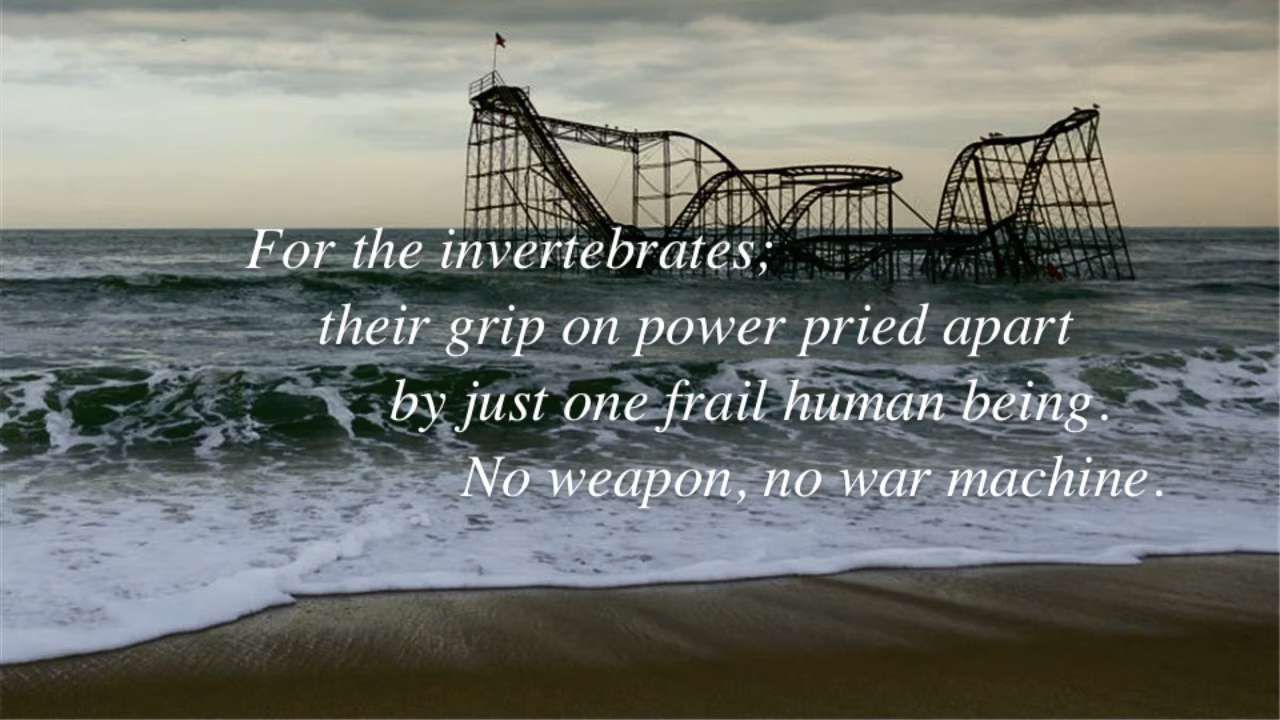 For the invertebrates;
their grip on power pried apart
by just one frail human being.
No weapon, no war machine.